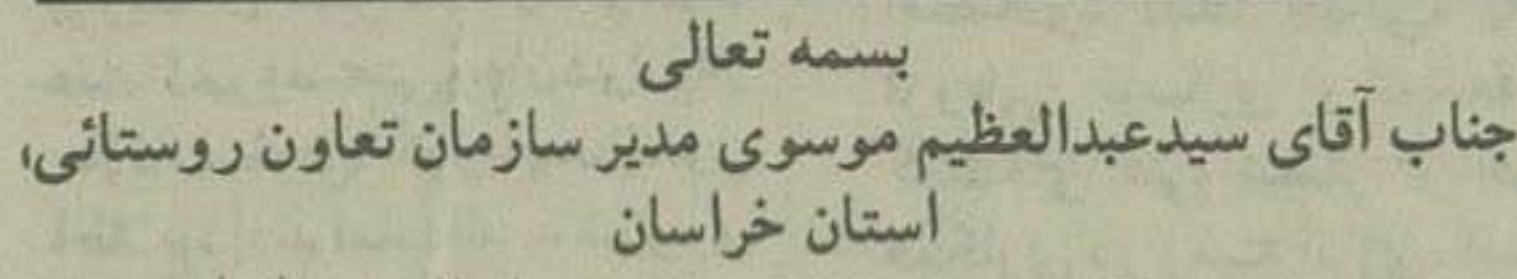 بسمه تعالی
جناب آقای سیدعبدالعظیم موسوی مدیر سازمان تعاون روستائی،
استان خراسان